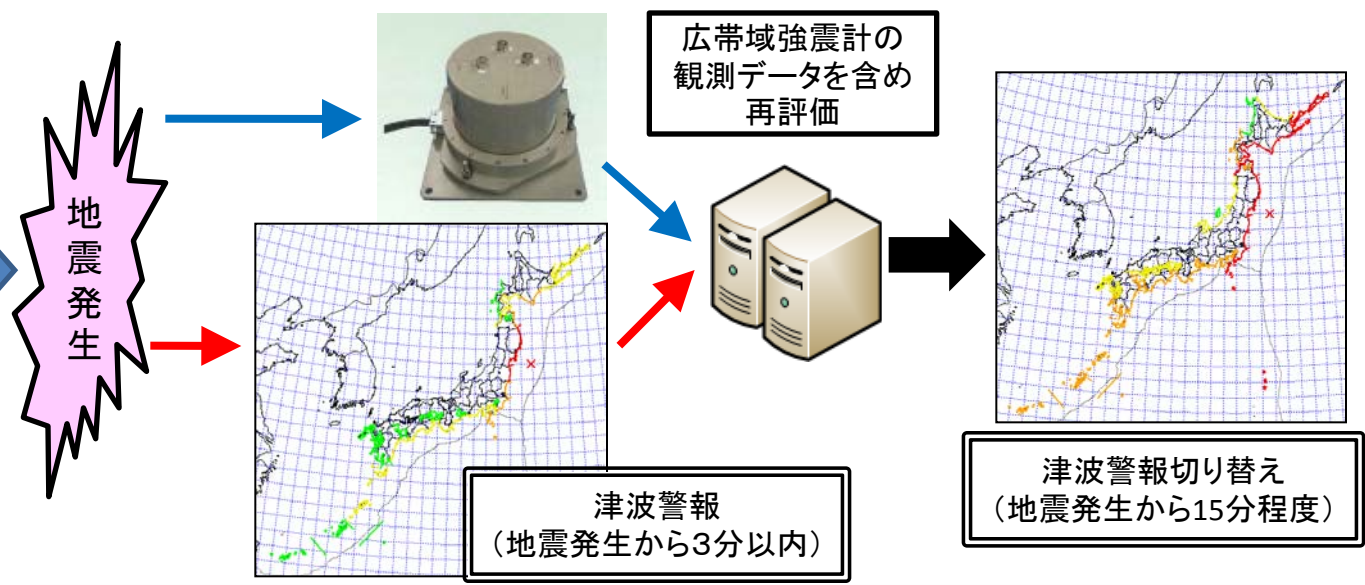 地震発生
広帯域強震計の
観測データを含め
再評価
津波警報
（地震発生から３分以内）
津波警報切り替え
（地震発生から15分程度）